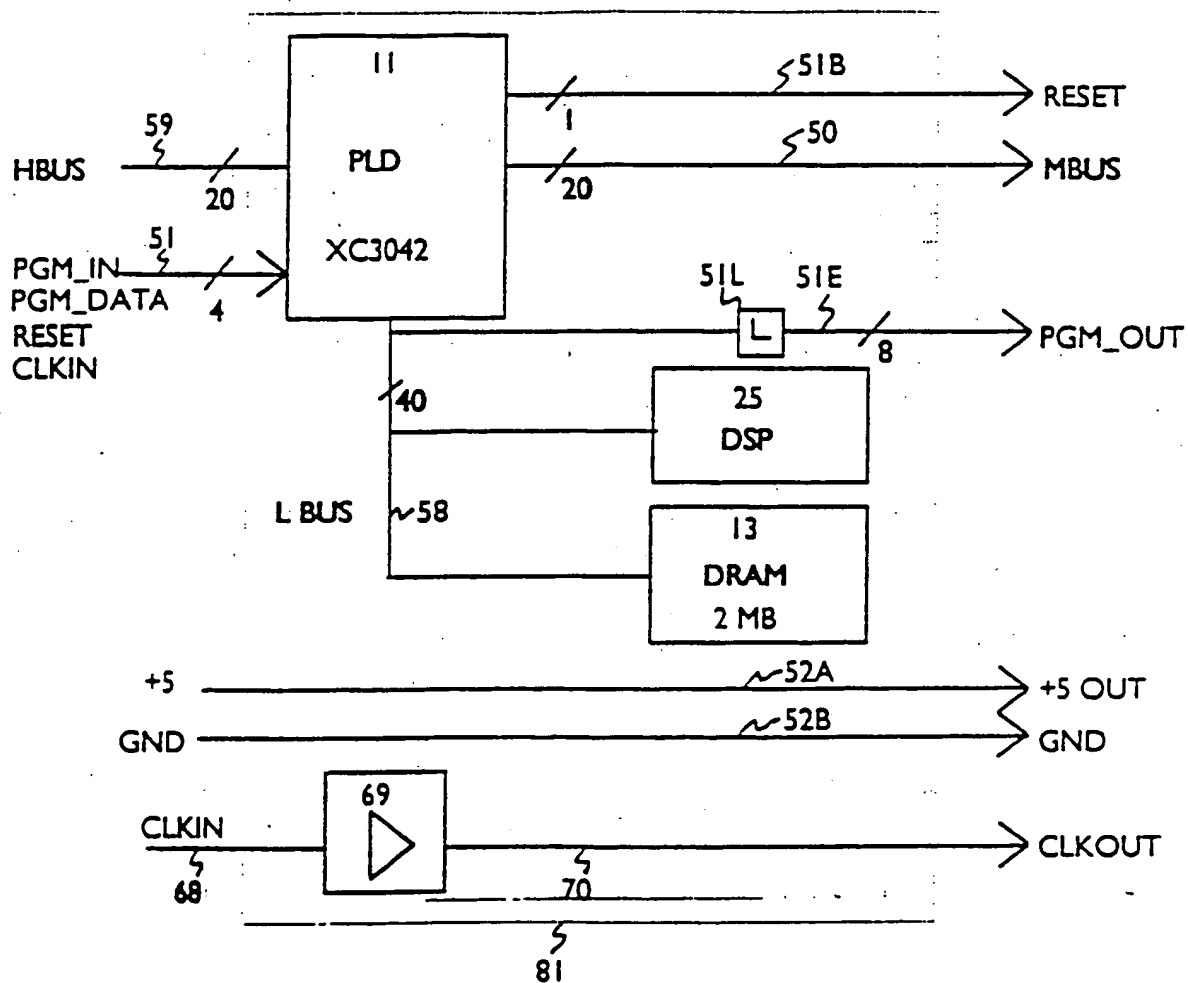 11
51B
RESET
1
59
50
HBUS
PLD
MBUS
20
20
51
XC3042
PGM_IN
PGM_DATA
4
RESET
CLKIN
51L
51E
L
8
PGM_OUT
40
25
DSP
L BUS
58
13
DRAM
2 MB
+5
52A
+5 OUT
GND
52B
GND
69
CLKIN
CLKOUT
68
70
81